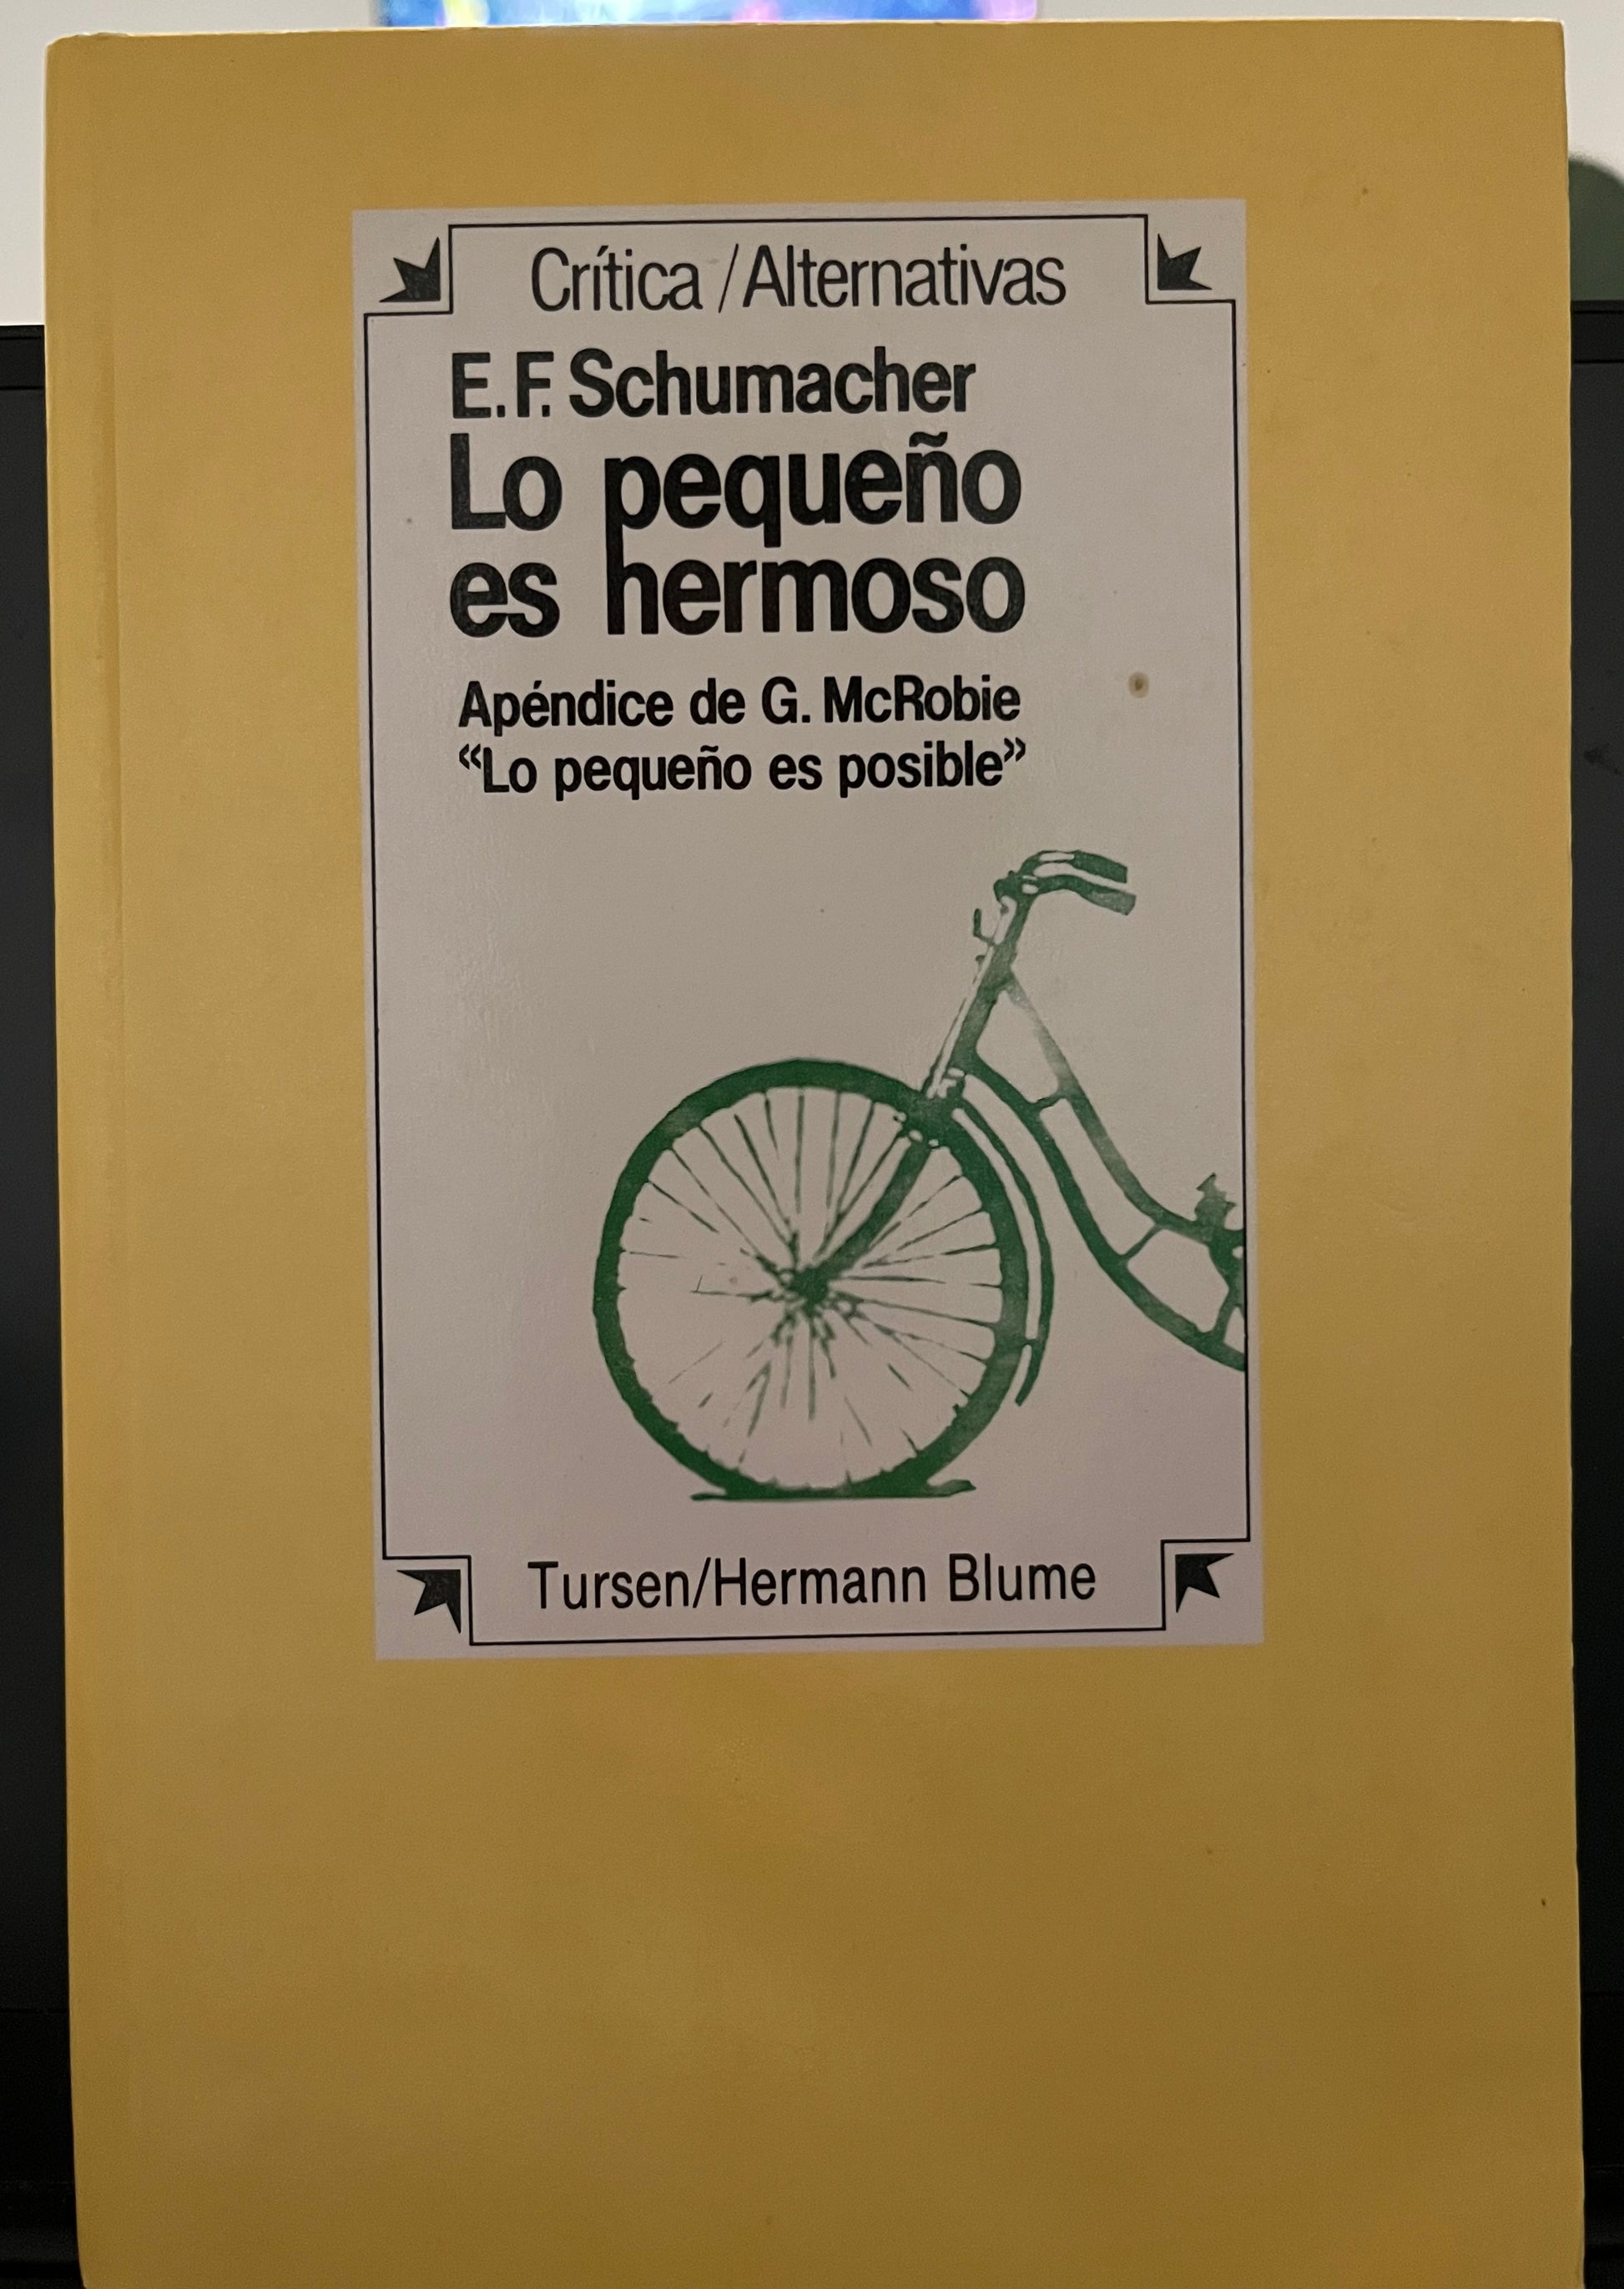 Crítica /Alternativas
E.F. Schumacher
Lo pequeño
es hermoso
Apéndice de G. McRobie
“Lo pequeño es posible”
Tursen/Hermann Blume